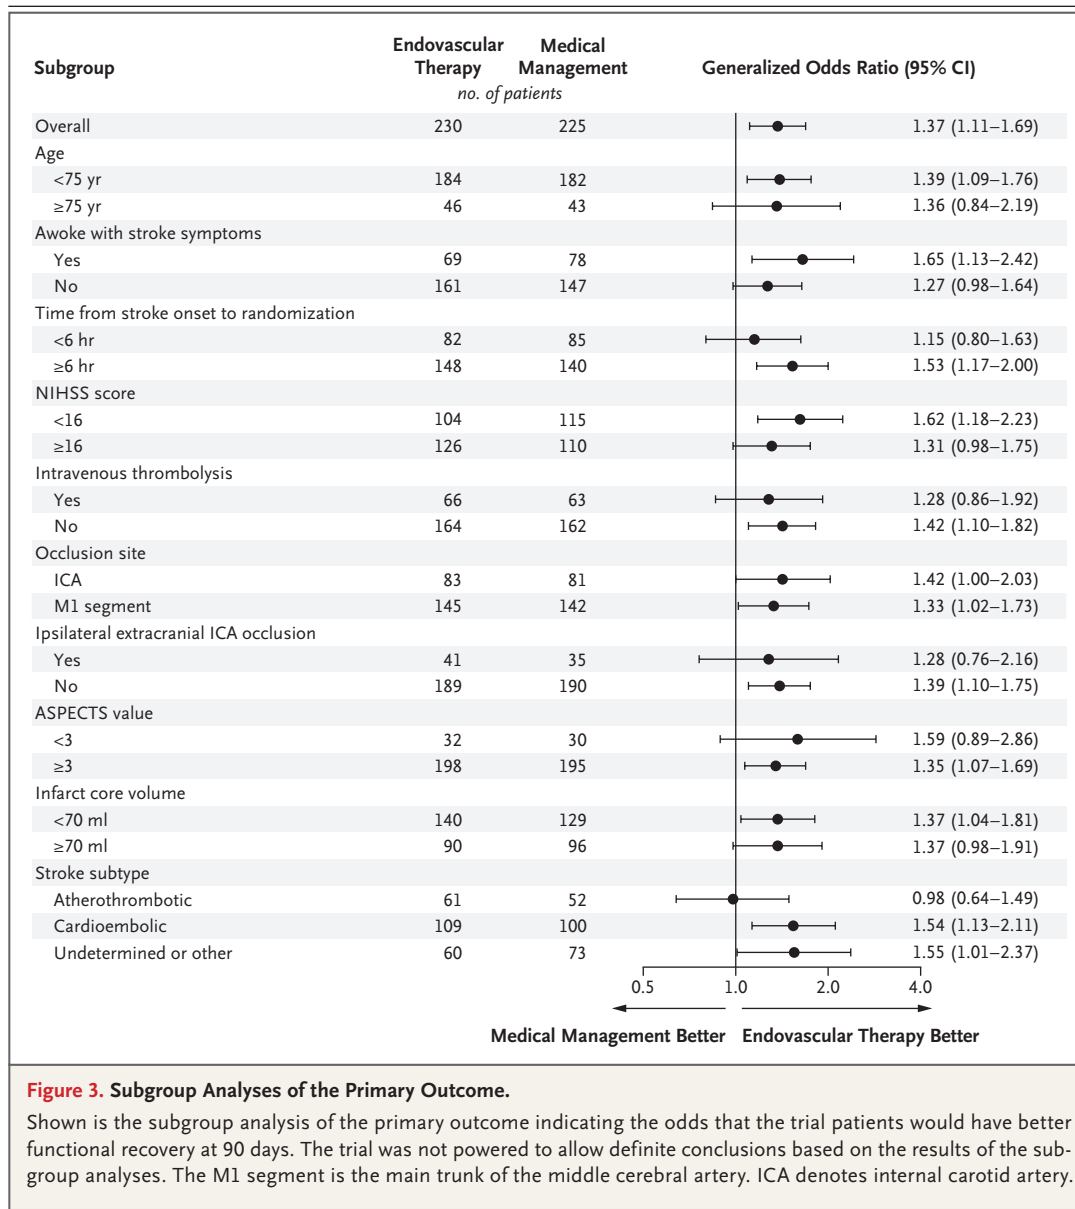 Subgroup Endovascular Therapy Medical Management Generalized Odds Ratio (95% CI)
no. of patients
Overall 230 225 1.37 (1.11–1.69)
Age
<75 yr 184 182 1.39 (1.09–1.76)
≥75 yr 46 43 1.36 (0.84–2.19)
Awoke with stroke symptoms
Yes 69 78 1.65 (1.13–2.42)
No 161 147 1.27 (0.98–1.64)
Time from stroke onset to randomization
<6 hr 82 85 1.15 (0.80–1.63)
≥6 hr 148 140 1.53 (1.17–2.00)
NIHSS score
<16 104 115 1.62 (1.18–2.23)
≥16 126 110 1.31 (0.98–1.75)
Intravenous thrombolysis
Yes 66 63 1.28 (0.86–1.92)
No 164 162 1.42 (1.10–1.82)
Occlusion site
ICA 83 81 1.42 (1.00–2.03)
M1 segment 145 142 1.33 (1.02–1.73)
Ipsilateral extracranial ICA occlusion
Yes 41 35 1.28 (0.76–2.16)
No 189 190 1.39 (1.10–1.75)
ASPECTS value
<3 32 30 1.59 (0.89–2.86)
≥3 198 195 1.35 (1.07–1.69)
Infarct core volume
<70 ml 140 129 1.37 (1.04–1.81)
≥70 ml 90 96 1.37 (0.98–1.91)
Stroke subtype
Atherothrombotic 61 52 0.98 (0.64–1.49)
Cardioembolic 109 100 1.54 (1.13–2.11)
Undetermined or other 60 73 1.55 (1.01–2.37)
0.5 1.0 2.0 4.0
Medical Management Better Endovascular Therapy Better
Figure 3. Subgroup Analyses of the Primary Outcome.
Shown is the subgroup analysis of the primary outcome indicating the odds that the trial patients would have better
functional recovery at 90 days. The trial was not powered to allow definite conclusions based on the results of the sub-
group analyses. The M1 segment is the main trunk of the middle cerebral artery. ICA denotes internal carotid artery.